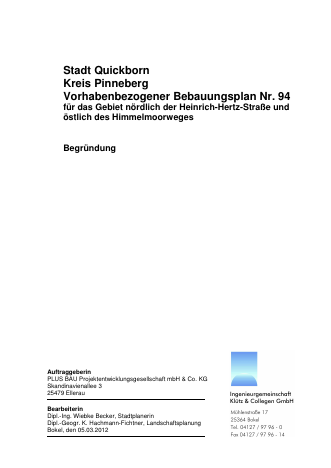 Stadt Quickborn
Kreis Pinneberg
Vorhabenbezogener Bebauungsplan Nr. 94
für das Gebiet nördlich der Heinrich-Hertz-Straße und
östlich des Himmelmoorweges
Begründung
Auftraggeberin
PLUS BAU Projektentwicklungsgesellschaft mbH & Co. KG
Skandinavienallee 3
25479 Ellerau
Bearbeiterin
Dipl.-Ing. Wiebke Becker, Stadtplanerin
Dipl.-Geogr. K. Hachmann-Fichtner, Landschaftsplanung
Bokel, den 05.03.2012
Ingenieurgemeinschaft
Klütz & Collegen GmbH
Mühlenstraße 17
25364 Bokel
Tel. 04127 / 97 96 - 0
Fax 04127 / 97 96 - 14